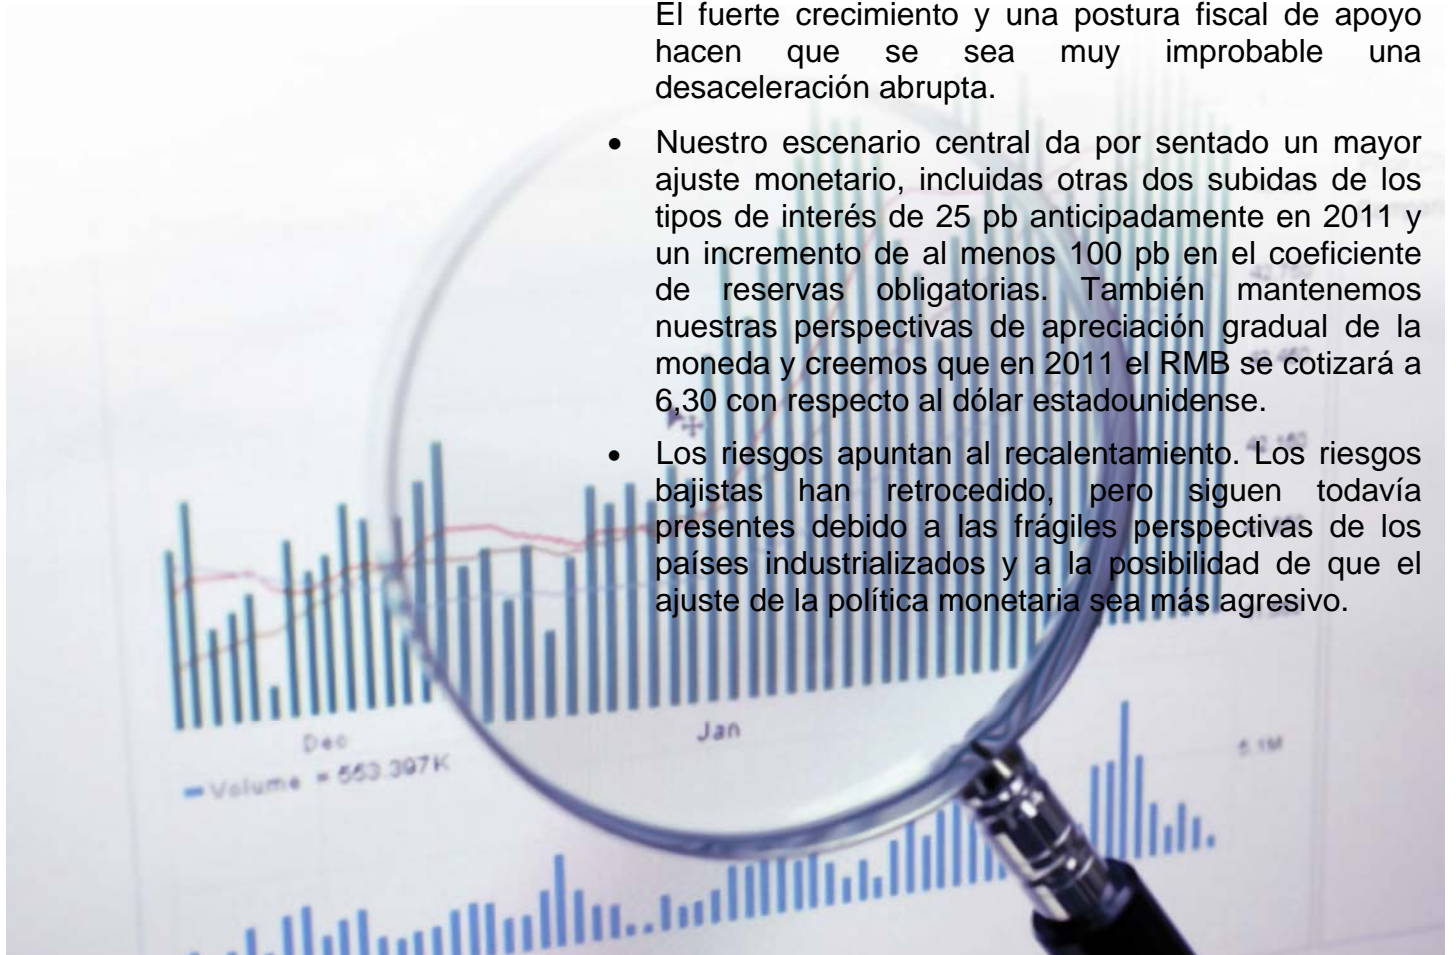 El fuerte crecimiento y una postura fiscal de apoyo
hacen que se sea muy improbable una
desaceleración abrupta.
• Nuestro escenario central da por sentado un mayor
ajuste monetario, incluidas otras dos subidas de los
tipos de interés de 25 pb anticipadamente en 2011 y
un incremento de al menos 100 pb en el coeficiente
de reservas obligatorias. También mantenemos
nuestras perspectivas de apreciación gradual de la
moneda y creemos que en 2011 el RMB se cotizará a
6,30 con respecto al dólar estadounidense.
• Los riesgos apuntan al recalentamiento. Los riesgos
bajistas han retrocedido, pero siguen todavía
presentes debido a las frágiles perspectivas de los
países industrializados y a la posibilidad de que el
ajuste de la política monetaria sea más agresivo.
Dec
Jan
Volume = 553.397K
5.1M